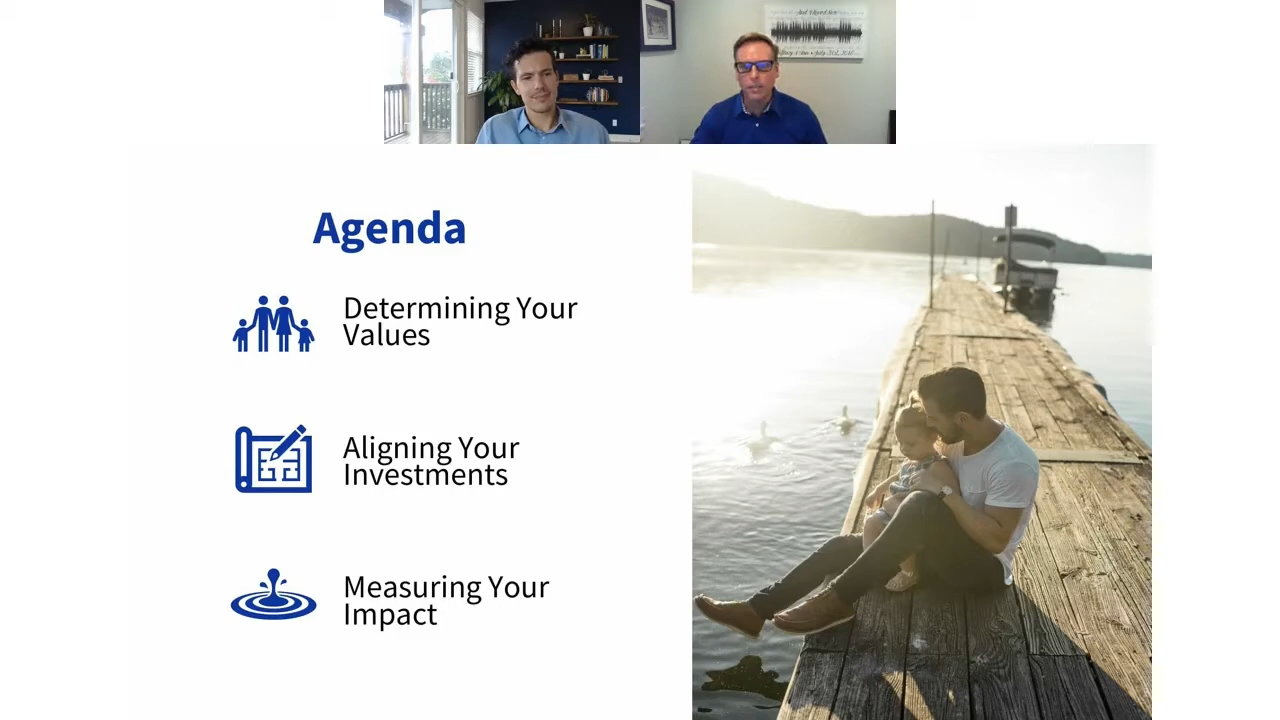 Agenda
Determining Your
Values
Aligning Your
Investments
Measuring Your
Impact